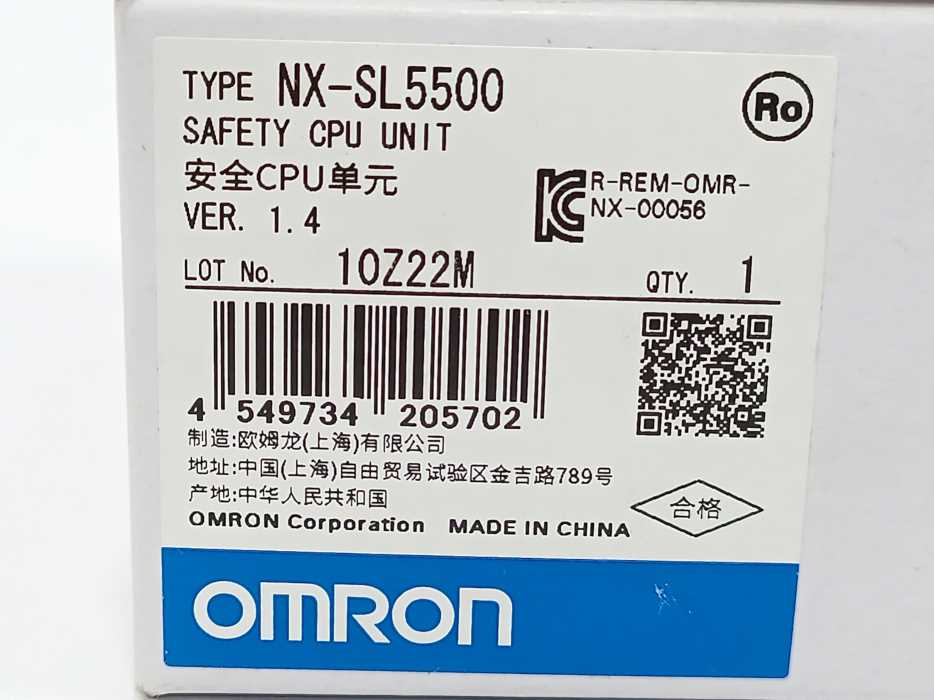 TYPE NX-SL5500
Ro
SAFETY CPU UNIT
安全CPU单元
R-REM-OMR-
NX-00056
VER. 1.4
LOT No. 10Z22M
QTY. 1
4 549734 205702
制造:欧姆龙(上海)有限公司
地址:中国(上海)自由贸易试验区金吉路789号
产地:中华人民共和国
合格
OMRON Corporation MADE IN CHINA
OMRON